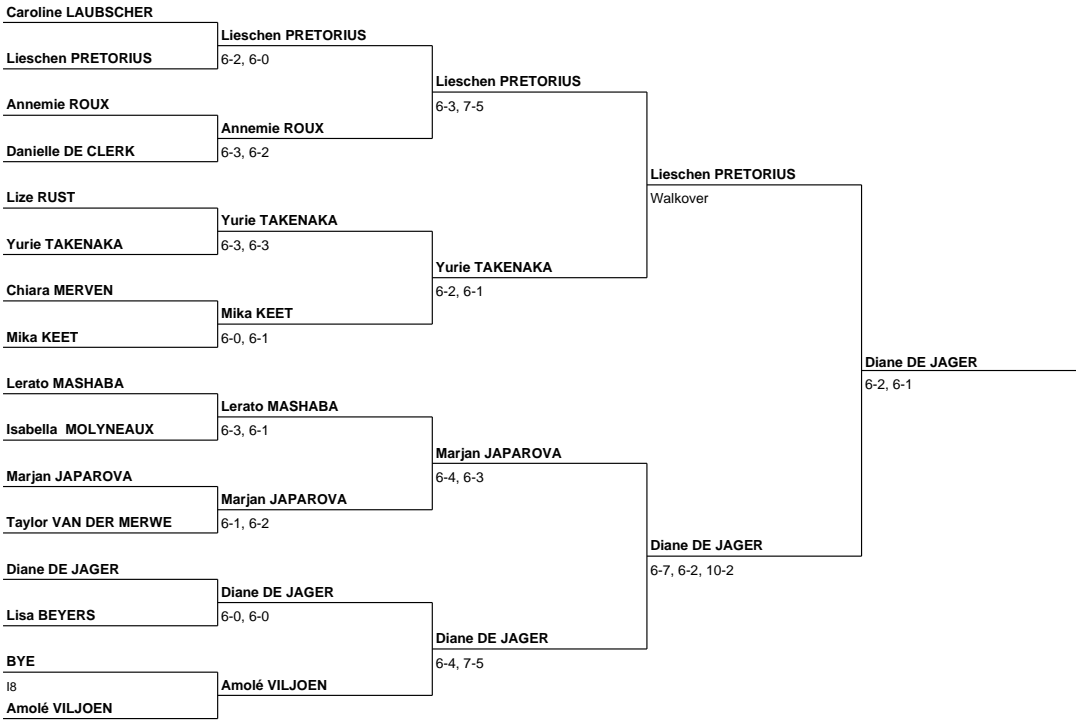 Caroline LAUBSCHER
Lieschen PRETORIUS
Lieschen PRETORIUS
6-2, 6-0
Lieschen PRETORIUS
Annemie ROUX
6-3, 7-5
Annemie ROUX
Danielle DE CLERK
6-3, 6-2
Lieschen PRETORIUS
Lize RUST
Walkover
Yurie TAKENAKA
Yurie TAKENAKA
6-3, 6-3
Yurie TAKENAKA
Chiara MERVEN
6-2, 6-1
Mika KEET
Mika KEET
6-0, 6-1
Diane DE JAGER
Lerato MASHABA
6-2, 6-1
Lerato MASHABA
Isabella  MOLYNEAUX
6-3, 6-1
Marjan JAPAROVA
Marjan JAPAROVA
6-4, 6-3
Marjan JAPAROVA
Taylor VAN DER MERWE
6-1, 6-2
Diane DE JAGER
Diane DE JAGER
6-7, 6-2, 10-2
Diane DE JAGER
Lisa BEYERS
6-0, 6-0
Diane DE JAGER
BYE
6-4, 7-5
I8
Amolé VILJOEN
Amolé VILJOEN